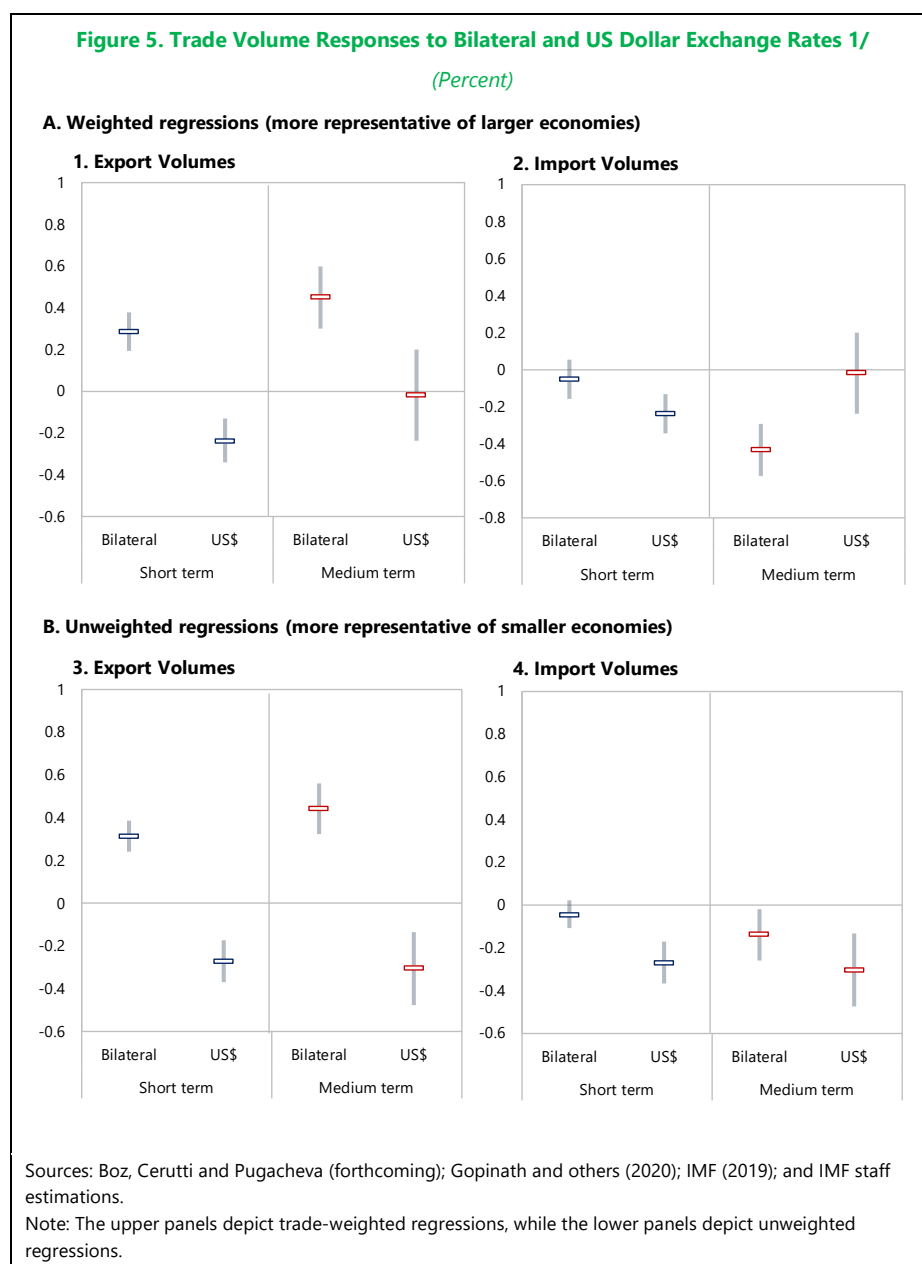 Figure 5. Trade Volume Responses to Bilateral and US Dollar Exchange Rates 1/
(Percent)
A. Weighted regressions (more representative of larger economies)
1. Export Volumes
1
0.8
0.6
0.4
0.2
0
-0.2
-0.4
-0.6
Bilateral US$ Bilateral US$
Short term Medium term
2. Import Volumes
1
0.8
0.6
0.4
0.2
0
-0.2
-0.4
-0.6
-0.8
Bilateral US$ Bilateral US$
Short term Medium term
B. Unweighted regressions (more representative of smaller economies)
3. Export Volumes
1
0.8
0.6
0.4
0.2
0
-0.2
-0.4
-0.6
Bilateral US$ Bilateral US$
Short term Medium term
4. Import Volumes
1
0.8
0.6
0.4
0.2
0
-0.2
-0.4
-0.6
Bilateral US$ Bilateral US$
Short term Medium term
Sources: Boz, Cerutti and Pugacheva (forthcoming); Gopinath and others (2020); IMF (2019); and IMF staff
estimations.
Note: The upper panels depict trade-weighted regressions, while the lower panels depict unweighted
regressions.